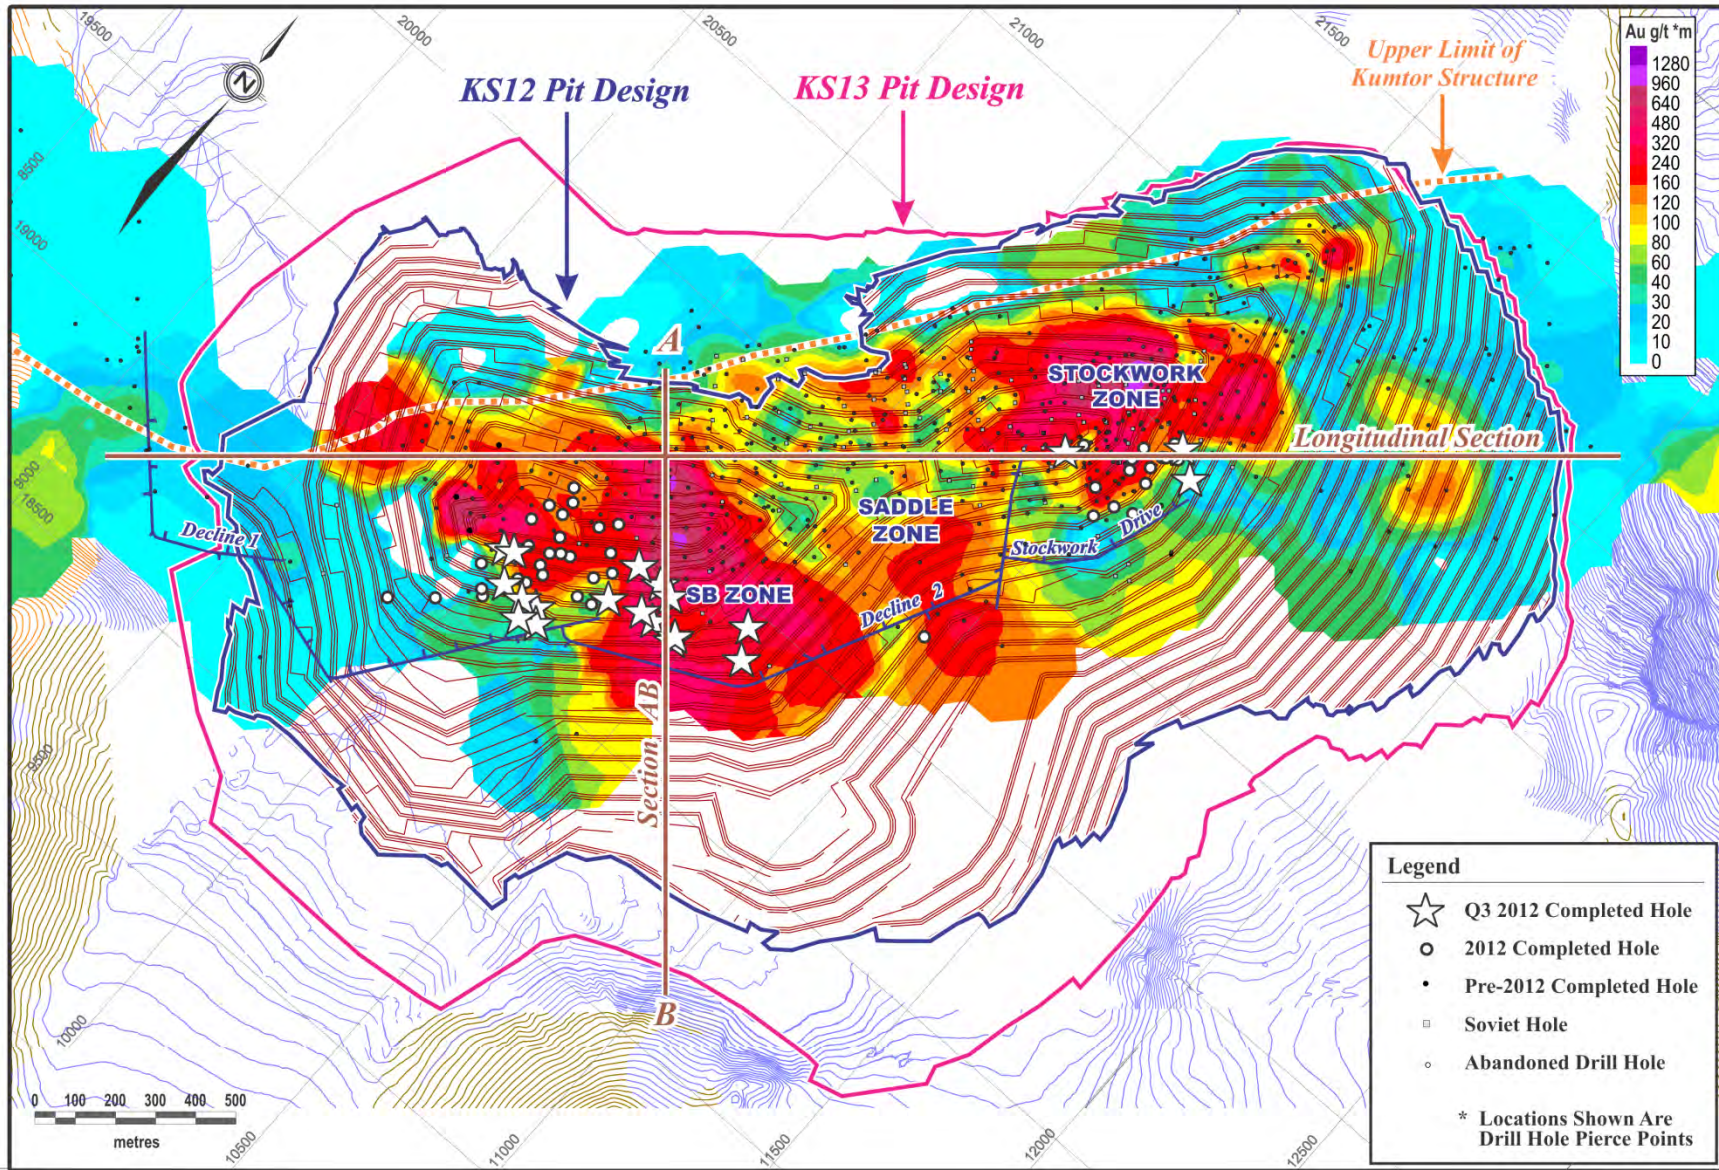 19500
20000
20500
21000
21500
Au g/t *m
1280
960
640
480
320
240
160
120
100
80
60
40
30
20
10
0
Upper Limit of
Kumtor Structure
N
KS12 Pit Design
KS13 Pit Design
8500
19000
9000
18500
9500
10000
10500
11000
11500
12000
12500
A
STOCKWORK
ZONE
Longitudinal Section
SADDLE
ZONE
Drive
Stockwork
Decline 1
SB ZONE
Decline 2
Section AB
B
0 100 200 300 400 500
metres
Legend
Q3 2012 Completed Hole
2012 Completed Hole
Pre-2012 Completed Hole
Soviet Hole
Abandoned Drill Hole
* Locations Shown Are
Drill Hole Pierce Points